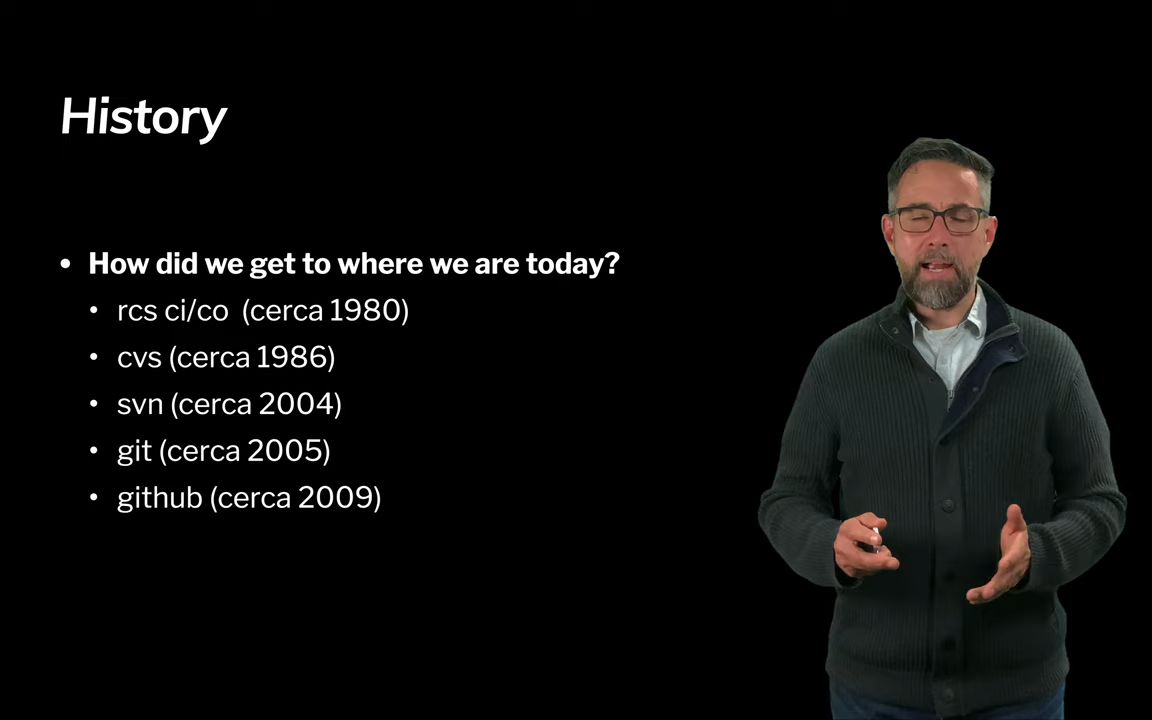 History
• How did we get to where we are today?
• rcs ci/co (cerca 1980)
• cvs (cerca 1986)
• svn (cerca 2004)
• git (cerca 2005)
• github (cerca 2009)